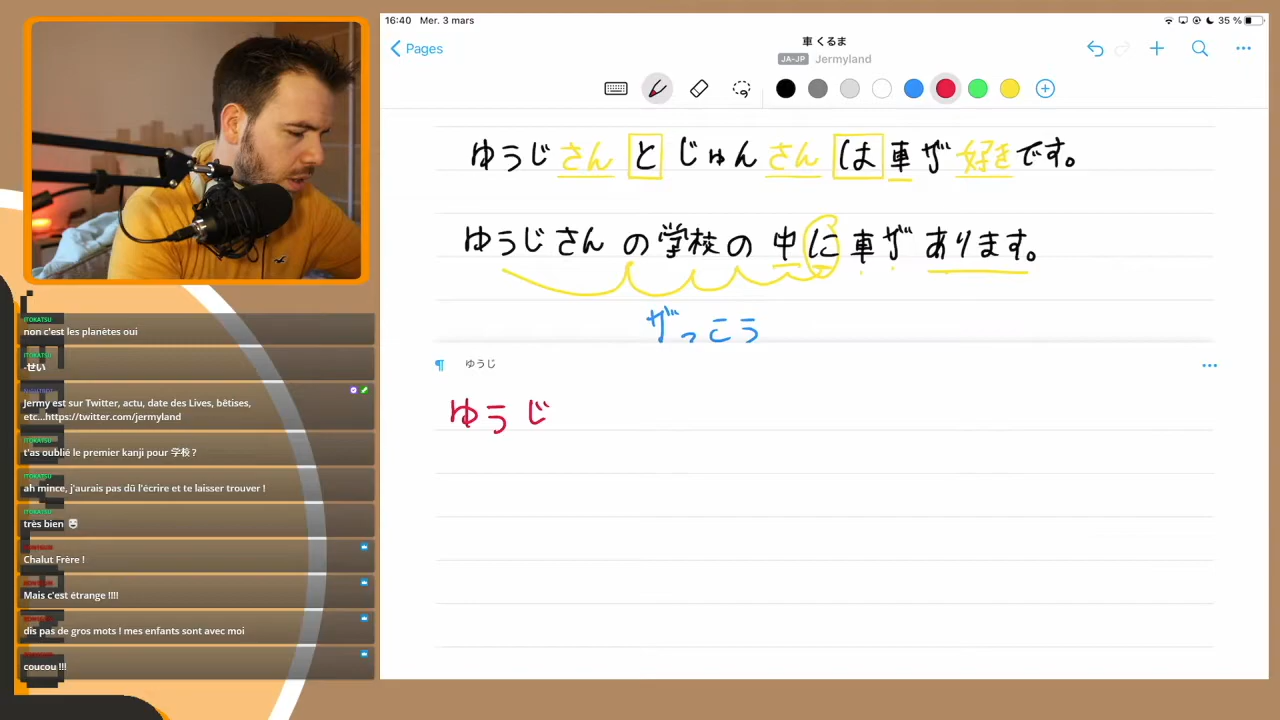 16:40 Mer. 3 mars
35 %
Pages
車 くるま
JA-JP Jermyland
ゆうじさんとじゅんさんは車が好きです。
ゆうじさんの学校の中に車があります。
がっこう
ゆうじ
ゆうじ
ITOKATSU
non c'est les planètes oui
ITOKATSU
-せい
Jermy est sur Twitter, actu, date des Lives, bêtises,
etc...https://twitter.com/jermyland
ITOKATSU
t'as oublié le premier kanji pour 学校 ?
ITOKATSU
ah mince, j'aurais pas dû l'écrire et te laisser trouver !
ITOKATSU
très bien
Chalut Frère !
Mais c'est étrange !!!!
dis pas de gros mots ! mes enfants sont avec moi
coucou !!!